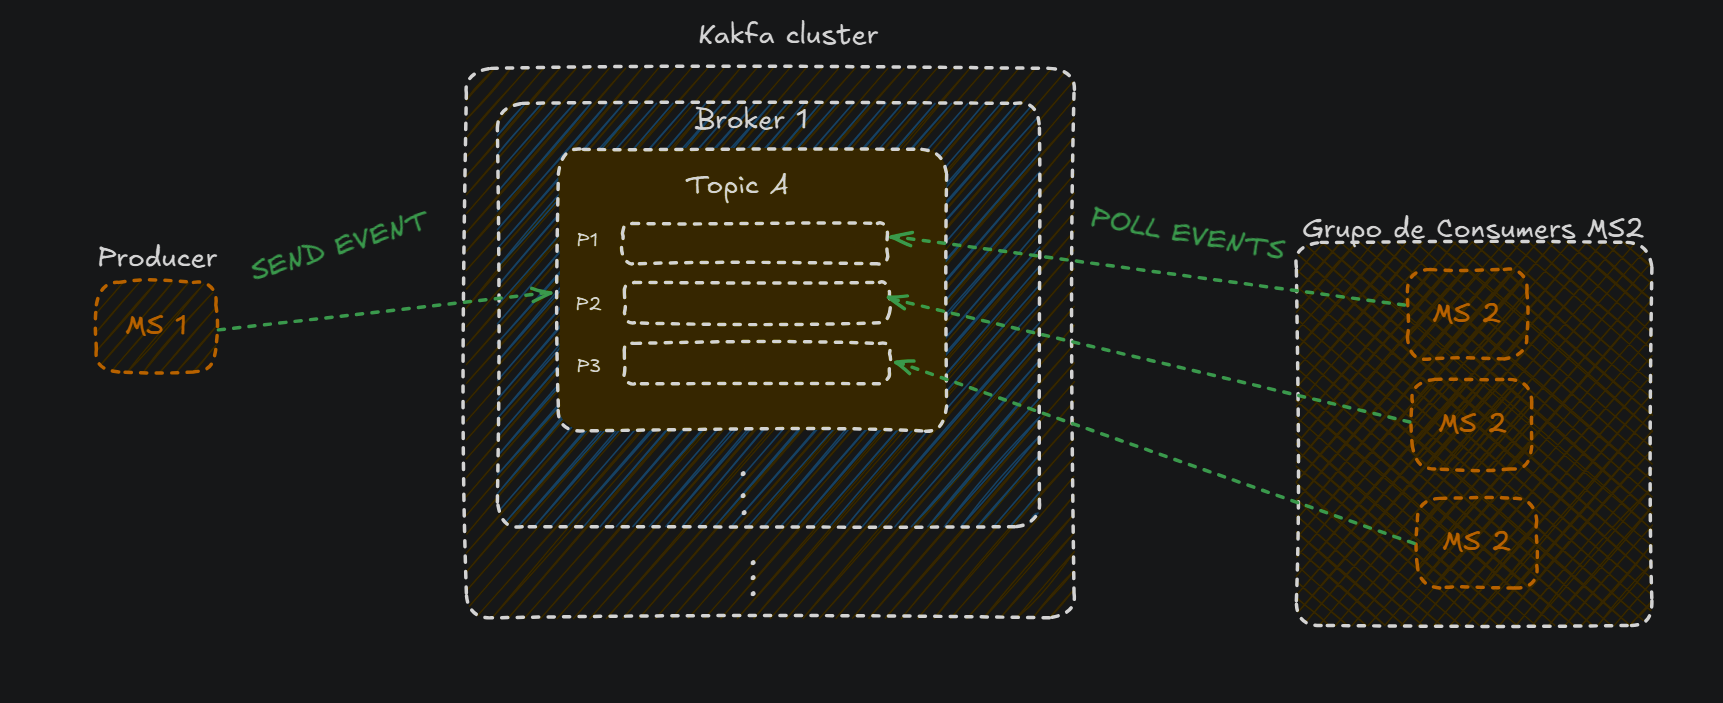 Kakfa cluster
Broker 1
Topic A
P1
P2
P3
Producer
MS 1
SEND EVENT
POLL EVENTS
Grupo de Consumers MS2
MS 2
MS 2
MS 2